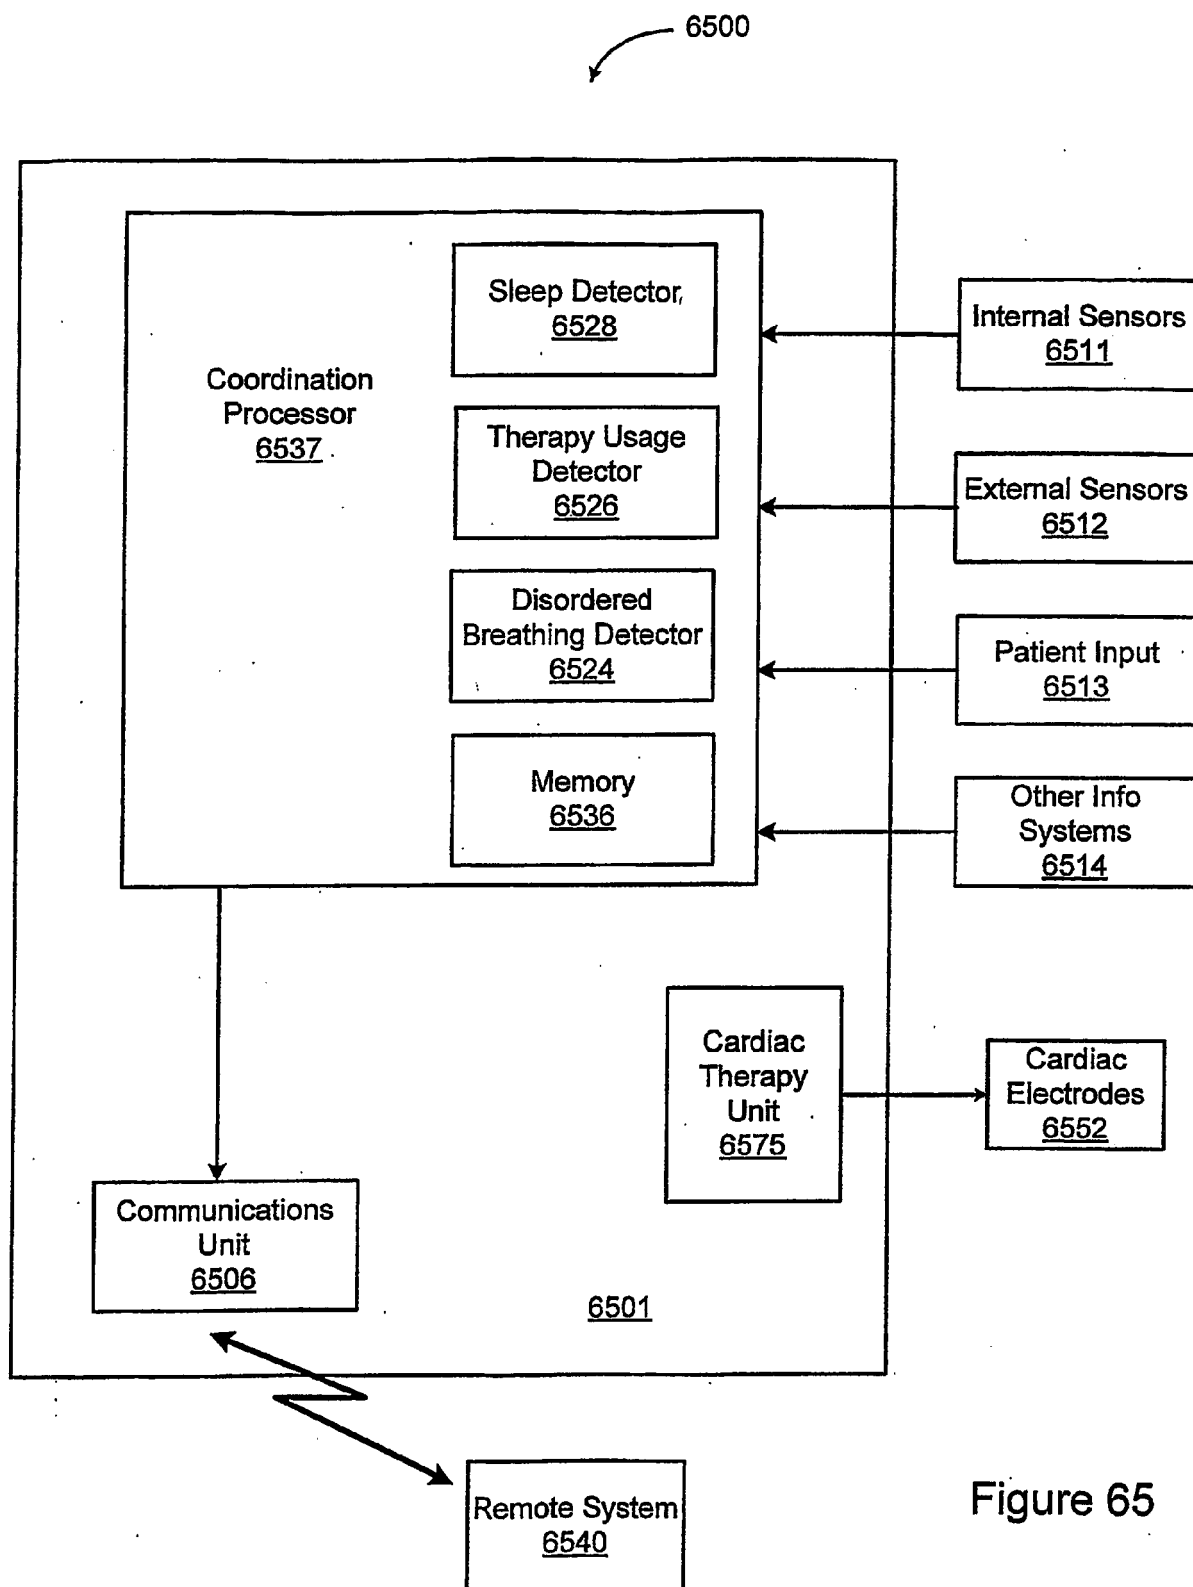 6500
Sleep Detector
6528
Coordination
Processor
6537
Therapy Usage
Detector
6526
Disordered
Breathing Detector
6524
Memory
6536
Internal Sensors
6511
External Sensors
6512
Patient Input
6513
Other Info
Systems
6514
Cardiac
Therapy
Unit
6575
Cardiac
Electrodes
6552
Communications
Unit
6506
6501
Remote System
6540
Figure 65